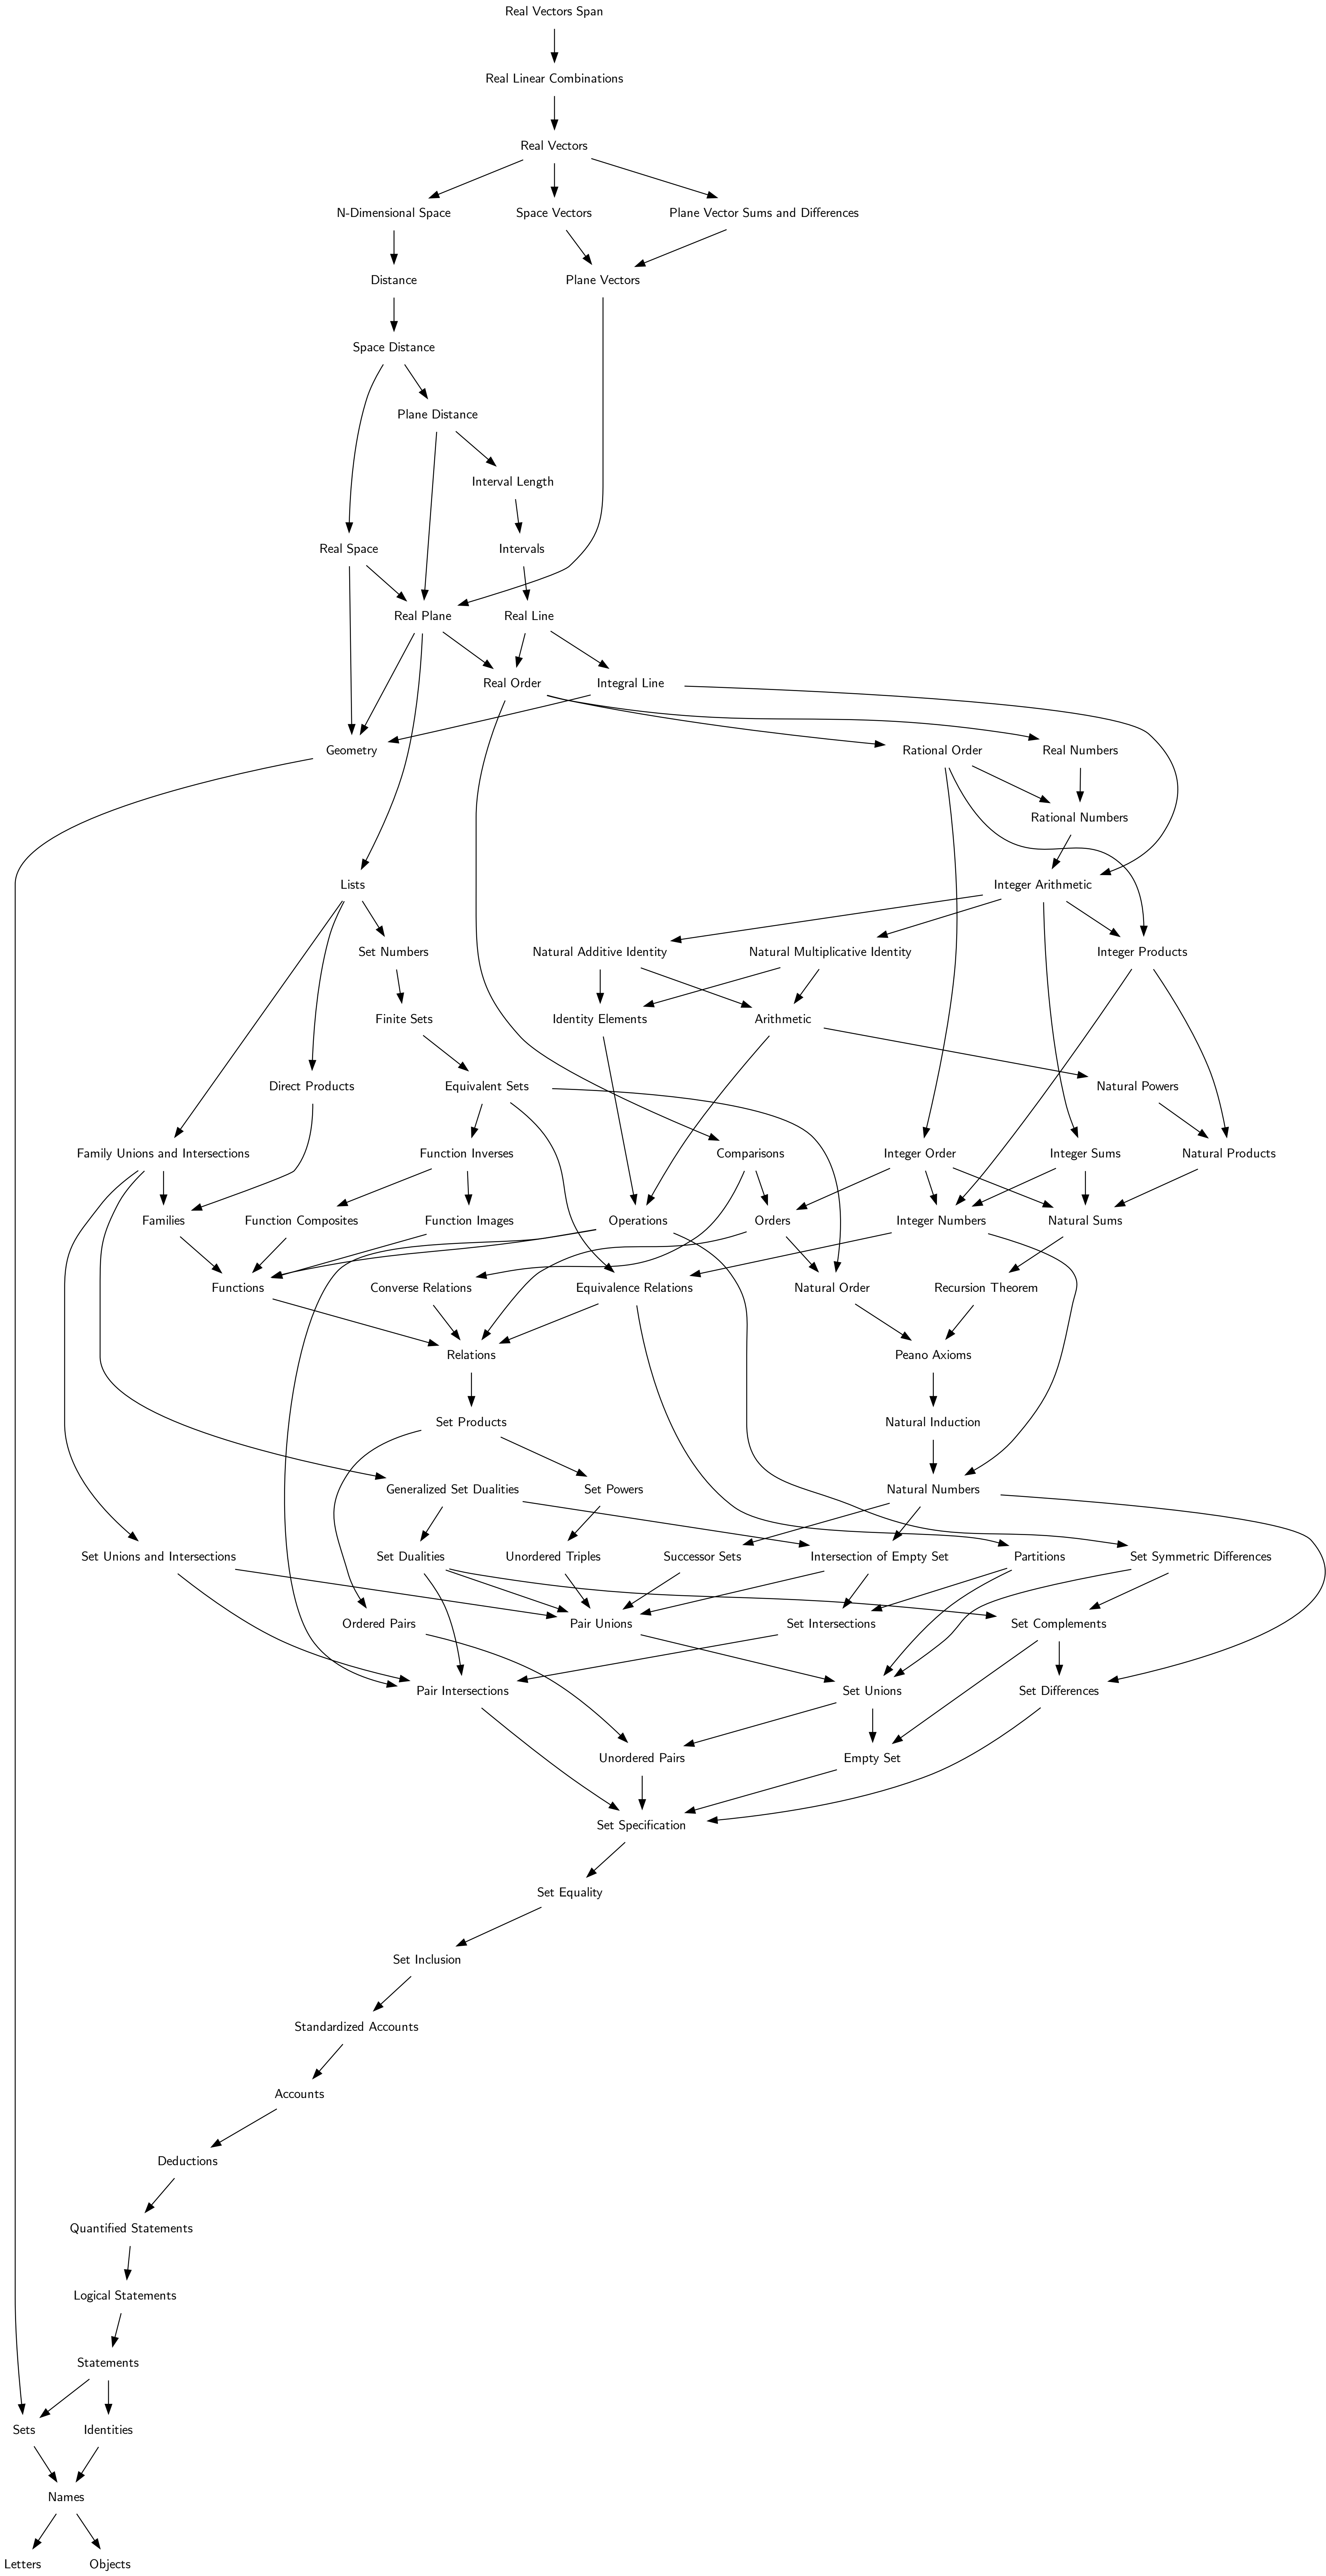 Real Vectors Span
Real Linear Combinations
Real Vectors
N-Dimensional Space
Space Vectors
Plane Vector Sums and Differences
Distance
Plane Vectors
Space Distance
Plane Distance
Interval Length
Real Space
Intervals
Real Plane
Real Line
Real Order
Integral Line
Geometry
Rational Order
Real Numbers
Rational Numbers
Lists
Integer Arithmetic
Set Numbers
Natural Additive Identity
Natural Multiplicative Identity
Integer Products
Finite Sets
Identity Elements
Arithmetic
Direct Products
Equivalent Sets
Natural Powers
Family Unions and Intersections
Function Inverses
Comparisons
Integer Order
Integer Sums
Natural Products
Families
Function Composites
Function Images
Operations
Orders
Integer Numbers
Natural Sums
Functions
Converse Relations
Equivalence Relations
Natural Order
Recursion Theorem
Relations
Peano Axioms
Set Products
Natural Induction
Generalized Set Dualities
Set Powers
Natural Numbers
Set Unions and Intersections
Set Dualities
Unordered Triples
Successor Sets
Intersection of Empty Set
Partitions
Set Symmetric Differences
Ordered Pairs
Pair Unions
Set Intersections
Set Complements
Pair Intersections
Set Unions
Set Differences
Unordered Pairs
Empty Set
Set Specification
Set Equality
Set Inclusion
Standardized Accounts
Accounts
Deductions
Quantified Statements
Logical Statements
Statements
Sets
Identities
Names
Letters
Objects